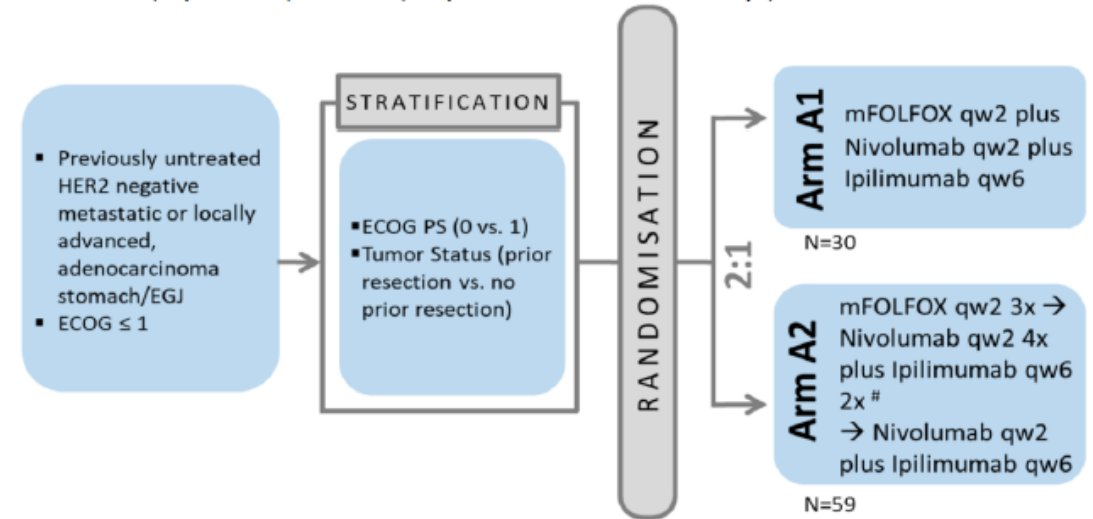 ▪ Previously untreated
HER2 negative
metastatic or locally
advanced,
adenocarcinoma
stomach/EGJ
▪ ECOG ≤ 1
STRATIFICATION
▪ECOG PS (0 vs. 1)
▪Tumor Status (prior
resection vs. no
prior resection)
RANDOMISATION
2:1
Arm A1
mFOLFOX qw2 plus
Nivolumab qw2 plus
Ipilimumab qw6
N=30
Arm A2
mFOLFOX qw2 3x →
Nivolumab qw2 4x
plus Ipilimumab qw6
2x #
→ Nivolumab qw2
plus Ipilimumab qw6
N=59